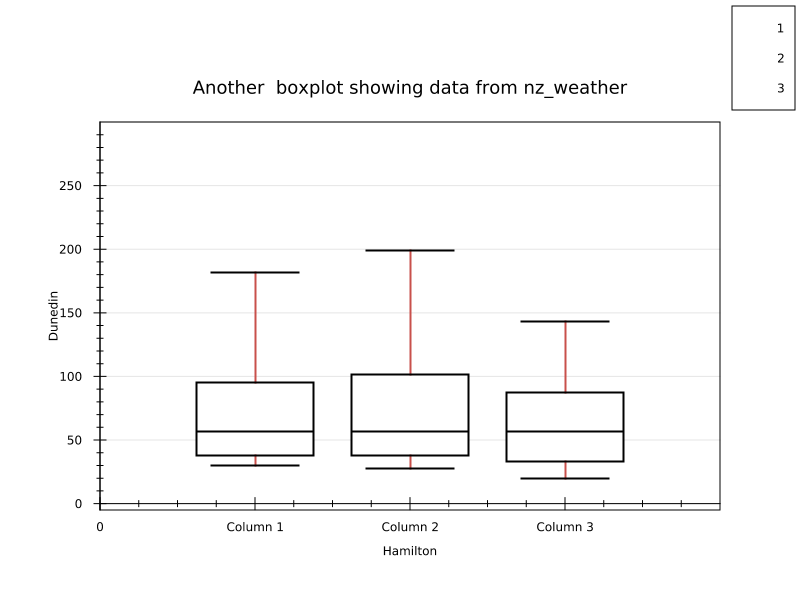 1
2
3
Another  boxplot showing data from nz_weather
250
200
150
100
50
0
Dunedin
0
Column 1
Column 2
Column 3
Hamilton